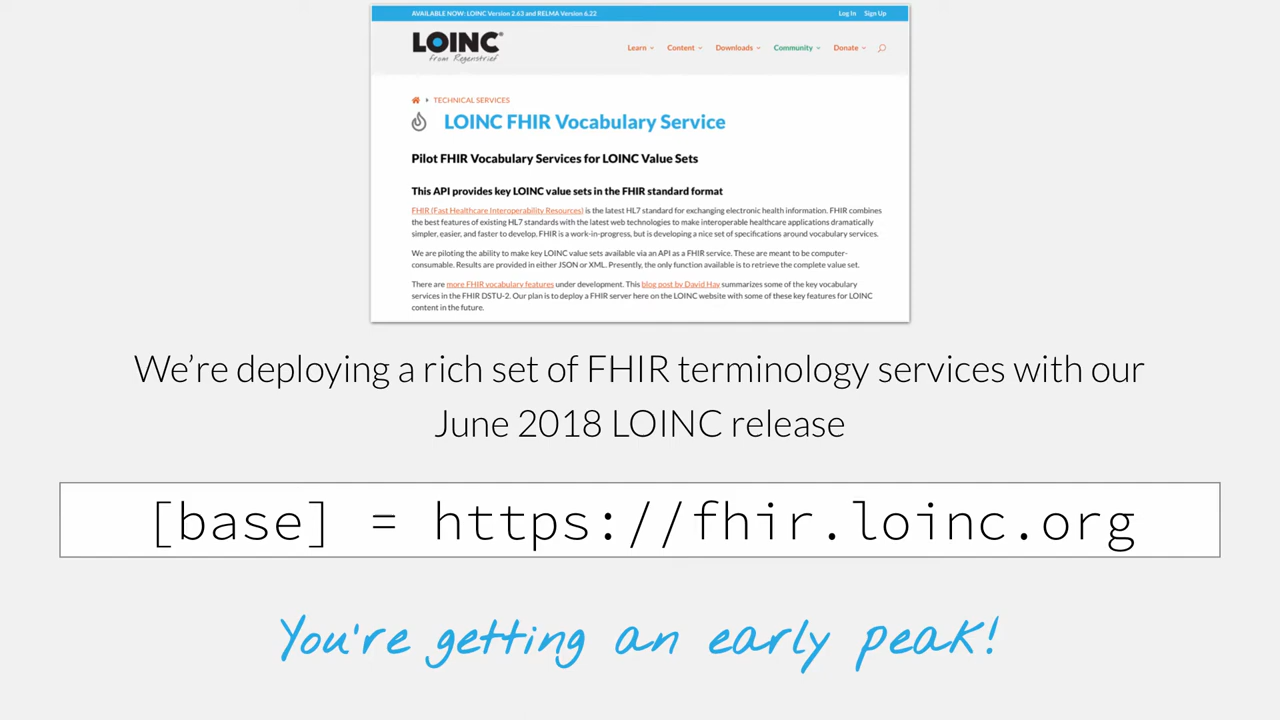 AVAILABLE NOW: LOINC Version 2.63 and RELMA Version 6.22 Log In Sign Up
LOINC®
from Regenstrief
Learn Content Downloads Community Donate
TECHNICAL SERVICES
LOINC FHIR Vocabulary Service
Pilot FHIR Vocabulary Services for LOINC Value Sets
This API provides key LOINC value sets in the FHIR standard format
FHIR (Fast Healthcare Interoperability Resources) is the latest HL7 standard for exchanging electronic health information. FHIR combines
the best features of existing HL7 standards with the latest web technologies to make interoperable healthcare applications dramatically
simpler, easier, and faster to develop. FHIR is a work-in-progress, but is developing a nice set of specifications around vocabulary services.
We are piloting the ability to make key LOINC value sets available via an API as a FHIR service. These are meant to be computer-
consumable. Results are provided in either JSON or XML. Presently, the only function available is to retrieve the complete value set.
There are more FHIR vocabulary features under development. This blog post by David Hay summarizes some of the key vocabulary
services in the FHIR DSTU-2. Our plan is to deploy a FHIR server here on the LOINC website with some of these key features for LOINC
content in the future.
We're deploying a rich set of FHIR terminology services with our
June 2018 LOINC release
[base] = https://fhir.loinc.org
You're getting an early peak!